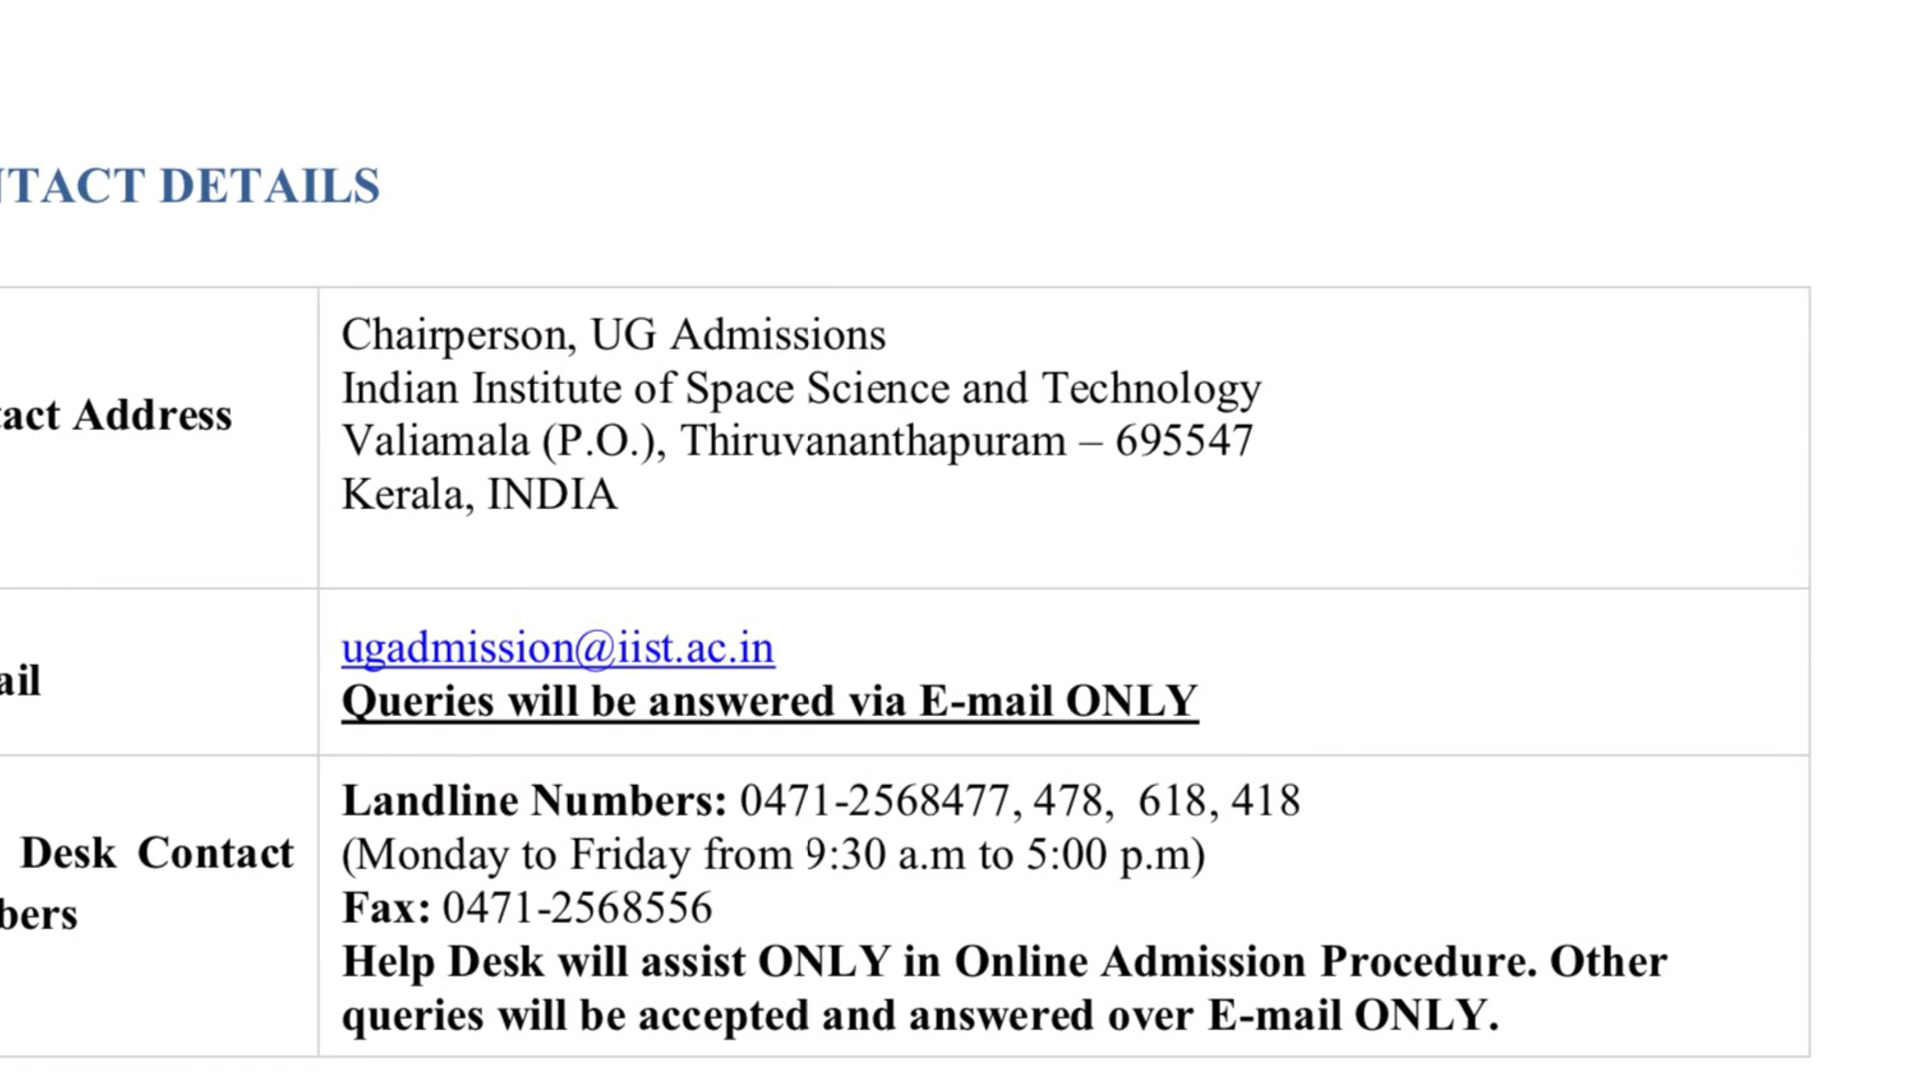 NTACT DETAILS
tact Address
Chairperson, UG Admissions
Indian Institute of Space Science and Technology
Valiamala (P.O.), Thiruvananthapuram – 695547
Kerala, INDIA
ail
ugadmission@iist.ac.in
Queries will be answered via E-mail ONLY
Desk Contact
bers
Landline Numbers: 0471-2568477, 478, 618, 418
(Monday to Friday from 9:30 a.m to 5:00 p.m)
Fax: 0471-2568556
Help Desk will assist ONLY in Online Admission Procedure. Other
queries will be accepted and answered over E-mail ONLY.